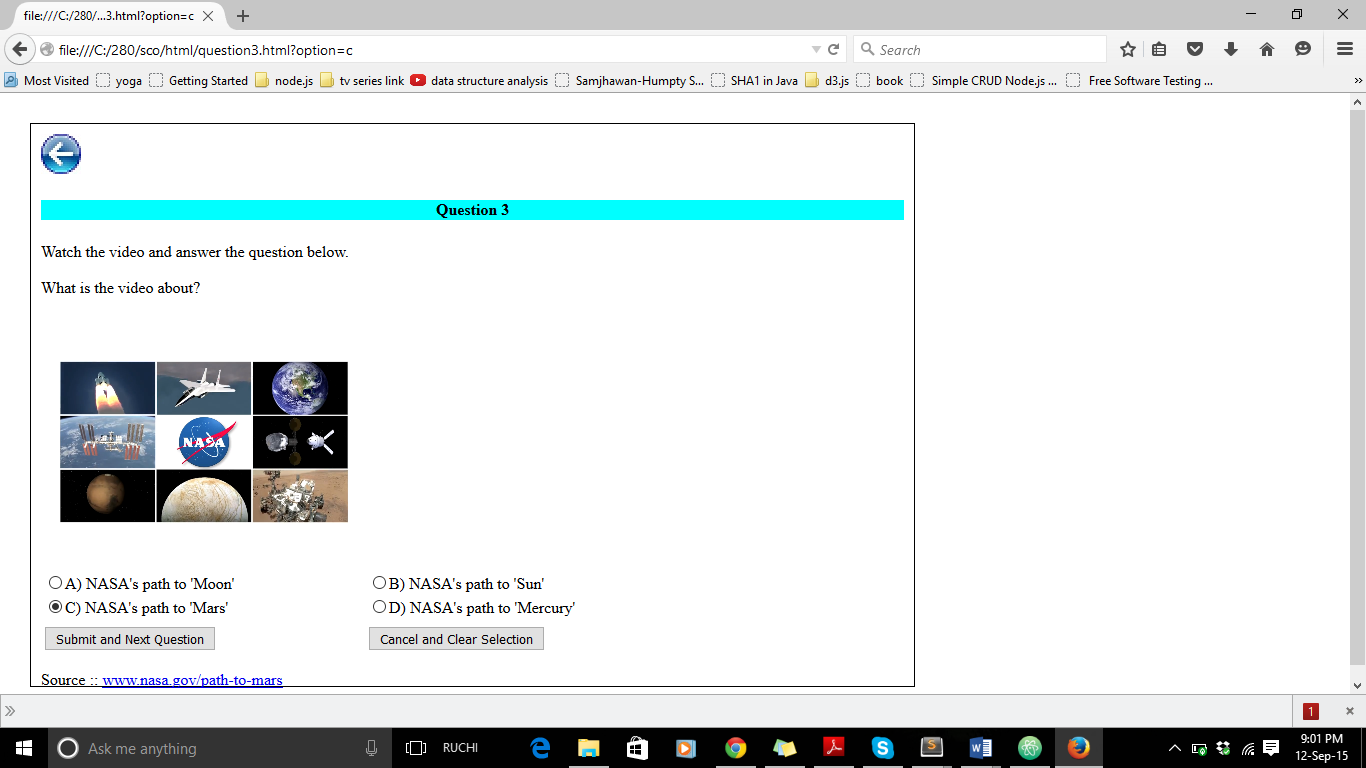 file:///C:/280/...3.html?option=c
file:///C:/280/sco/html/question3.html?option=c
Search
Most Visited yoga Getting Started node.js tv series link data structure analysis Samjhawan-Humpty S... SHA1 in Java d3.js book Simple CRUD Node.js ... Free Software Testing ...
Question 3
Watch the video and answer the question below.
What is the video about?
NASA
A) NASA's path to 'Moon' B) NASA's path to 'Sun'
C) NASA's path to 'Mars' D) NASA's path to 'Mercury'
Submit and Next Question Cancel and Clear Selection
Source :: www.nasa.gov/path-to-mars
1
Ask me anything RUCHI 9:01 PM
12-Sep-15